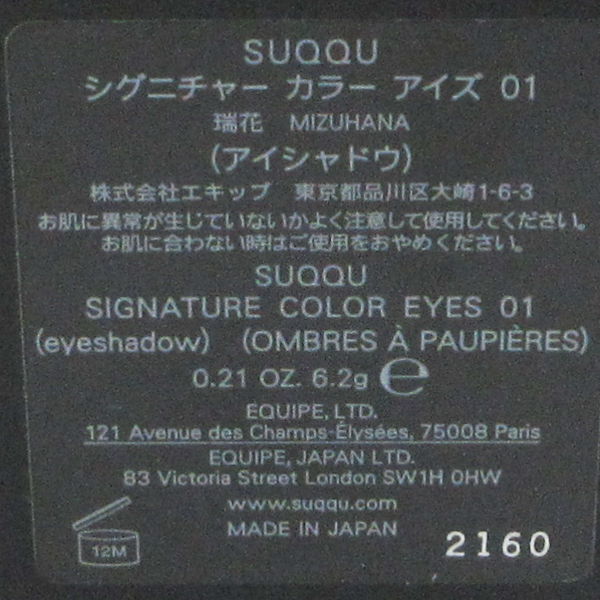 SUQQU
シグニチャー カラー アイズ 01
瑞花 MIZUHANA
(アイシャドウ)
株式会社エキップ 東京都品川区大崎1-6-3
お肌に異常が生じていないかよく注意して使用してください。
お肌に合わない時はご使用をおやめください。
SUQQU
SIGNATURE COLOR EYES 01
(eyeshadow) (OMBRES À PAUPIÈRES)
0.21 OZ. 6.2g ℮
EQUIPE, LTD.
121 Avenue des Champs-Élysées, 75008 Paris
EQUIPE, JAPAN LTD.
83 Victoria Street London SW1H 0HW
www.suqqu.com
MADE IN JAPAN
12M
2160